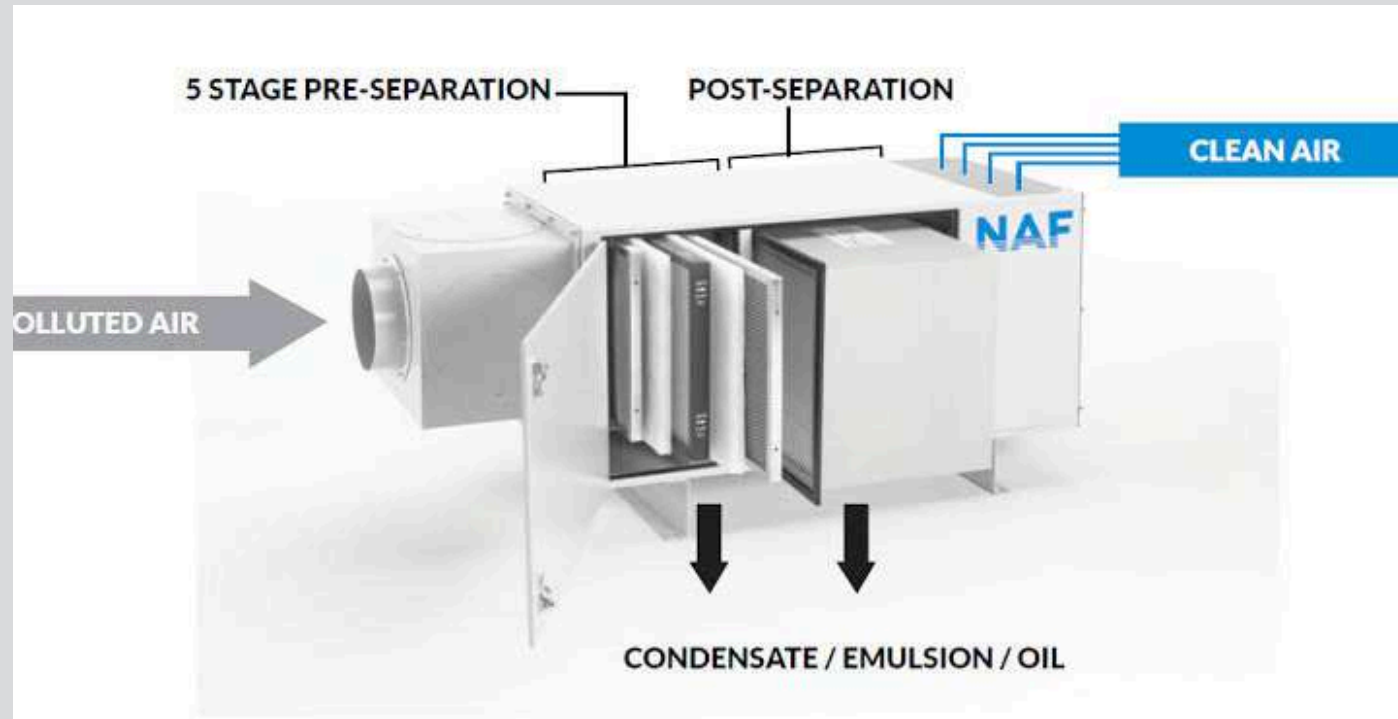 5 STAGE PRE-SEPARATION
POST-SEPARATION
CLEAN AIR
NAF
OLLUTED AIR
CONDENSATE / EMULSION / OIL